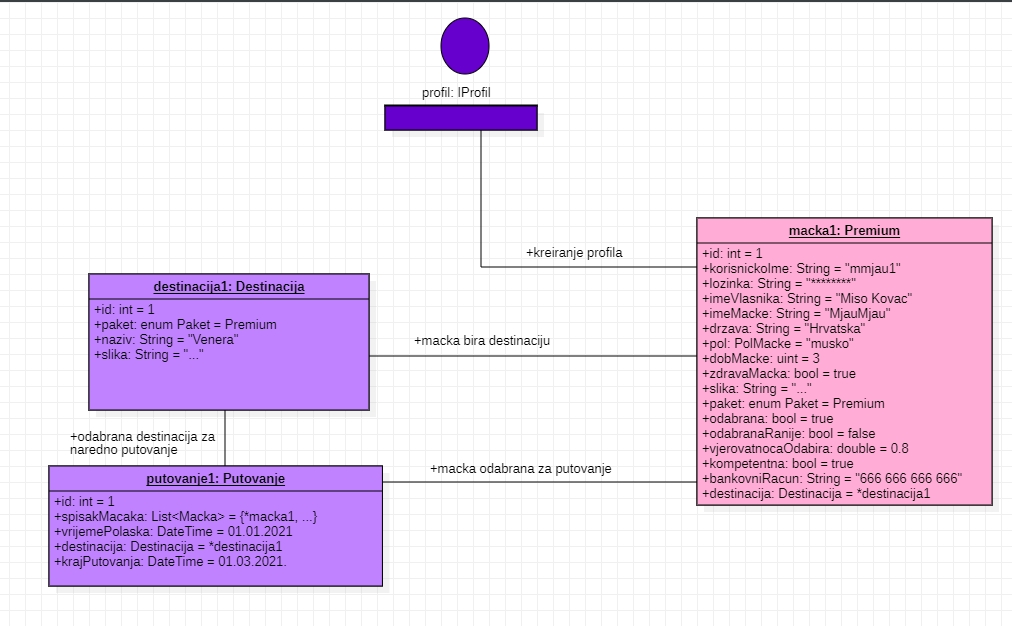 profil: IProfil
+kreiranje profila
macka1: Premium
+id: int = 1
+korisnickoIme: String = "mmjau1"
+lozinka: String = "********"
+imeVlasnika: String = "Miso Kovac"
+imeMacke: String = "MjauMjau"
+drzava: String = "Hrvatska"
+pol: PolMacke = "musko"
+dobMacke: uint = 3
+zdravaMacka: bool = true
+slika: String = "..."
+paket: enum Paket = Premium
+odabrana: bool = true
+odabranaRanije: bool = false
+vjerovatnocaOdabira: double = 0.8
+kompetentna: bool = true
+bankovniRacun: String = "666 666 666 666"
+destinacija: Destinacija = *destinacija1
destinacija1: Destinacija
+id: int = 1
+paket: enum Paket = Premium
+naziv: String = "Venera"
+slika: String = "..."
+macka bira destinaciju
+odabrana destinacija za
naredno putovanje
+macka odabrana za putovanje
putovanje1: Putovanje
+id: int = 1
+spisakMacaka: List<Macka> = {*macka1, ...}
+vrijemePolaska: DateTime = 01.01.2021
+destinacija: Destinacija = *destinacija1
+krajPutovanja: DateTime = 01.03.2021.